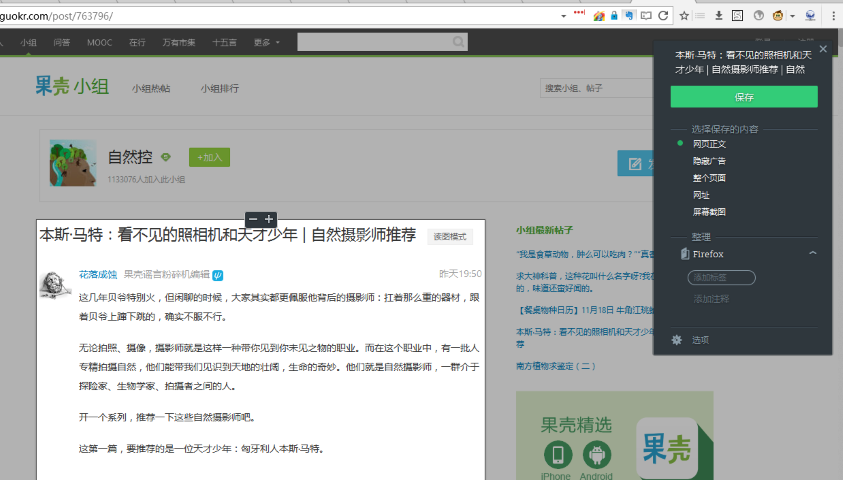 guokr.com/post/763796/
小组
问答
MOOC
在行
万有市集
十五言
更多
果壳 小组
小组热帖
小组排行
搜索小组、帖子
自然控
+加入
1133076人加入此小组
本斯·马特：看不见的照相机和天才少年 | 自然摄影师推荐
读图模式
花落成蚀 果壳谣言粉碎机编辑
昨天19:50
这几年贝爷特别火，但闲聊的时候，大家其实都更佩服他背后的摄影师：扛着那么重的器材，跟
着贝爷上蹿下跳的，确实不服不行。
无论拍照、摄像，摄影师就是这样一种带你见到你未见之物的职业。而在这个职业中，有一批人
专精拍摄自然，他们能带我们见识到天地的壮阔，生命的奇妙。他们就是自然摄影师，一群介于
探险家、生物学家、拍摄者之间的人。
开一个系列，推荐一下这些自然摄影师吧。
这第一篇，要推荐的是一位天才少年：匈牙利人本斯·马特。
小组最新帖子
"我是食草动物，肿么可以吃肉？""真
求大神科普，这种花叫什么名字呀?我
的，味道还蛮好闻的。
【餐桌物种日历】11月18日 牛角江珧
本斯·马特：看不见的照相机和天才少年
荐
南方植物求鉴定（二）
果壳精选
iPhone
Android
果壳
本斯·马特：看不见的照相机和天
才少年 | 自然摄影师推荐 | 自然
保存
选择保存的内容
网页正文
隐藏广告
整个页面
网址
屏幕截图
整理
Firefox
添加标签
添加注释
选项